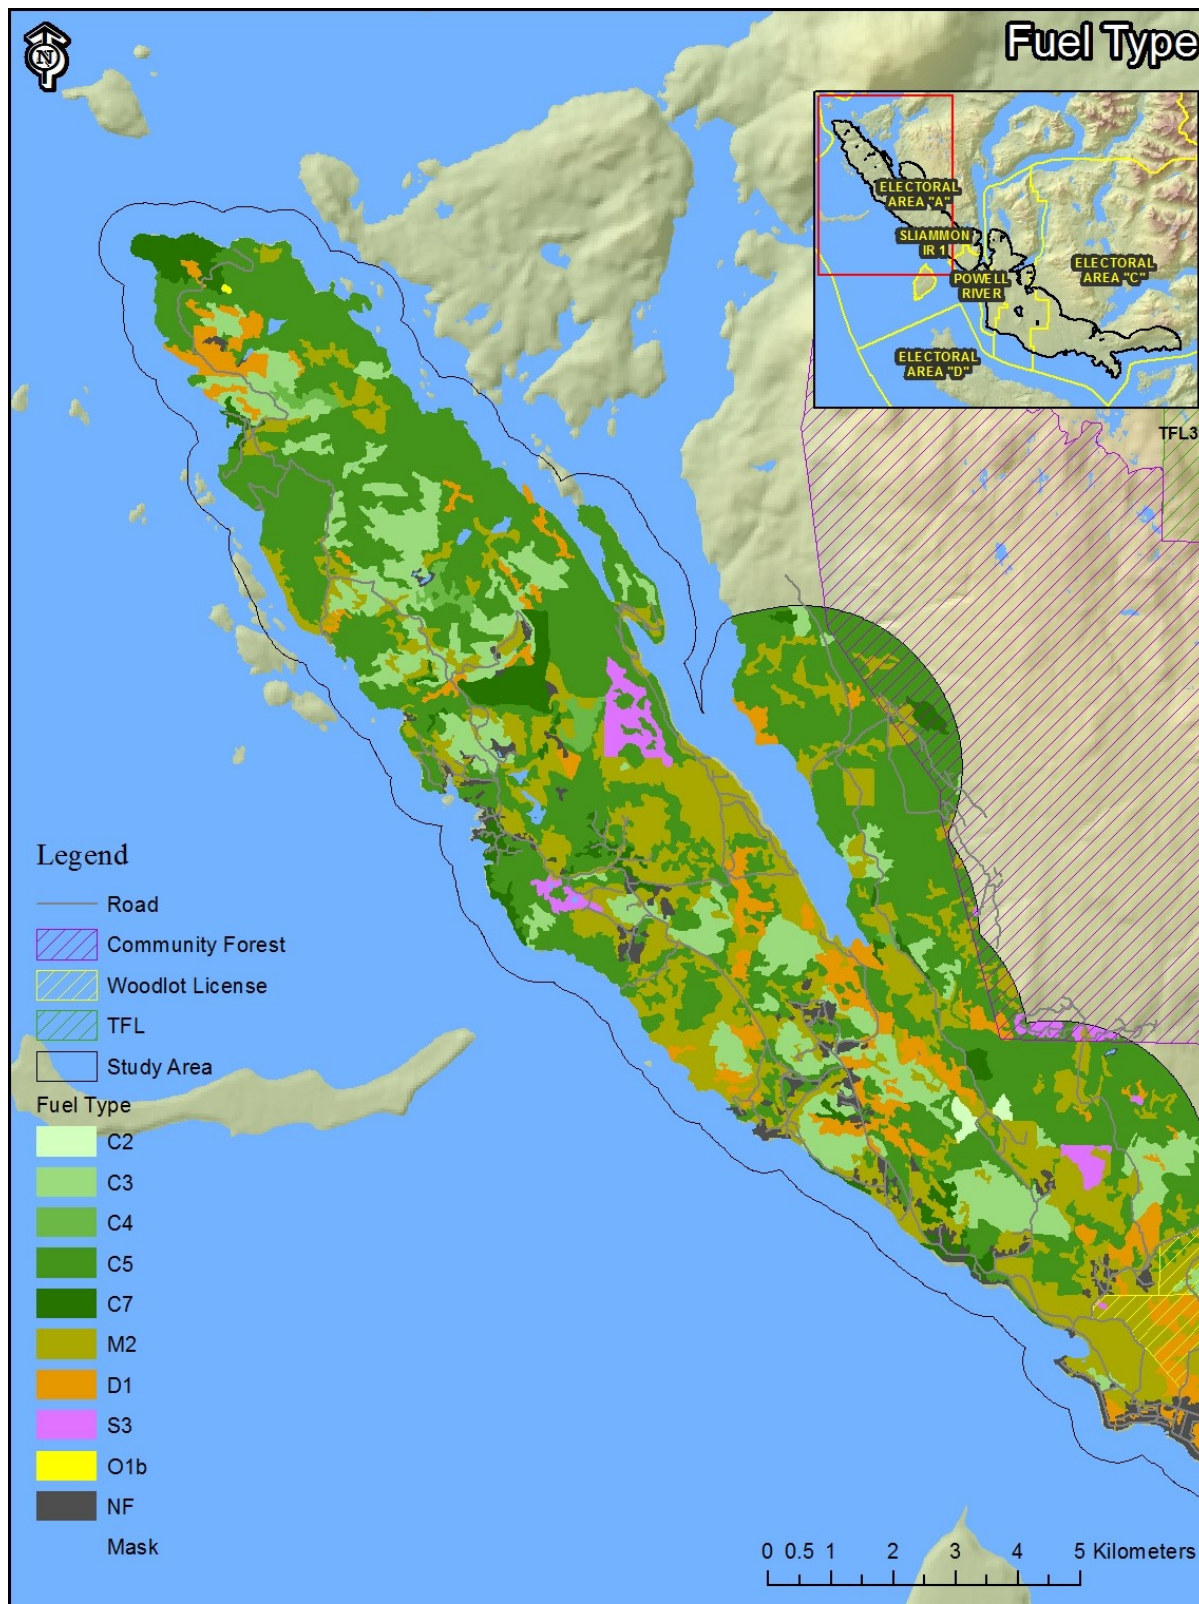 N
Fuel Type
ELECTORAL
AREA "A"
SLIAMMON
IR 1
ELECTORAL
AREA "C"
POWELL
RIVER
ELECTORAL
AREA "D"
TFL3
Legend
Road
Community Forest
Woodlot License
TFL
Study Area
Fuel Type
C2
C3
C4
C5
C7
M2
D1
S3
O1b
NF
Mask
0 0.5 1 2 3 4 5 Kilometers